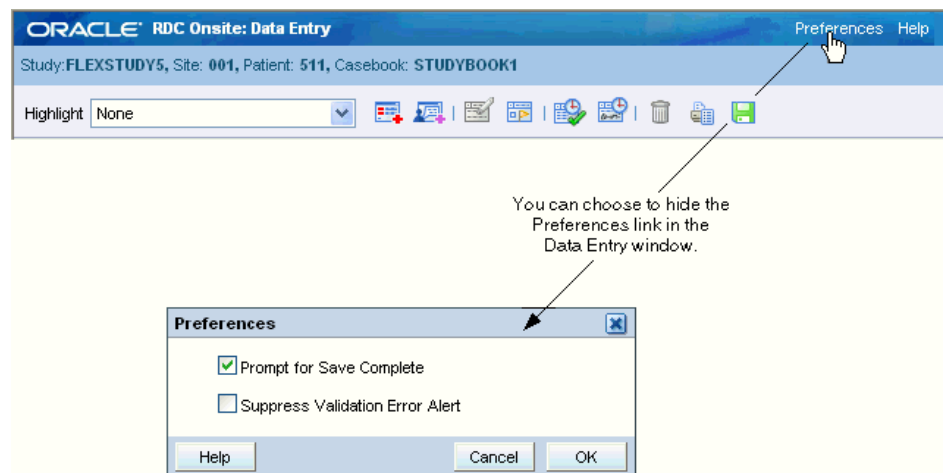 ORACLE RDC Onsite: Data Entry Preferences Help
Study:FLEXSTUDY5, Site: 001, Patient: 511, Casebook: STUDYBOOK1
Highlight None
You can choose to hide the
Preferences link in the
Data Entry window.
Preferences
Prompt for Save Complete
Suppress Validation Error Alert
Help Cancel OK